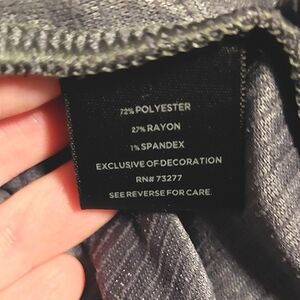 72% POLYESTER
27% RAYON
1% SPANDEX
EXCLUSIVE OF DECORATION
RN# 73277
SEE REVERSE FOR CARE.